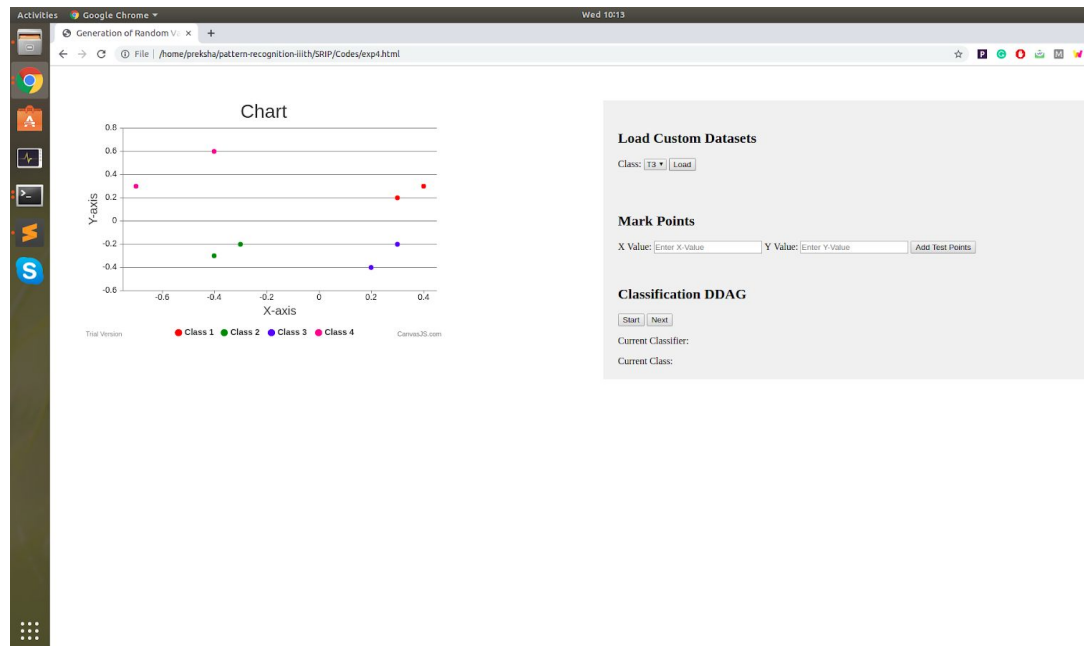 Activities Google Chrome ▾ Wed 10:13
Generation of Random Va × +
File | /home/preksha/pattern-recognition-iiith/SRIP/Codes/exp4.html
Chart
0.8
0.6
0.4
0.2
0
-0.2
-0.4
-0.6
Y-axis
-0.6 -0.4 -0.2 0 0.2 0.4
X-axis
Trial Version Class 1 Class 2 Class 3 Class 4 CanvasJS.com
Load Custom Datasets
Class: T3 ▾ Load
Mark Points
X Value: Enter X-Value Y Value: Enter Y-Value Add Test Points
Classification DDAG
Start Next
Current Classifier:
Current Class: